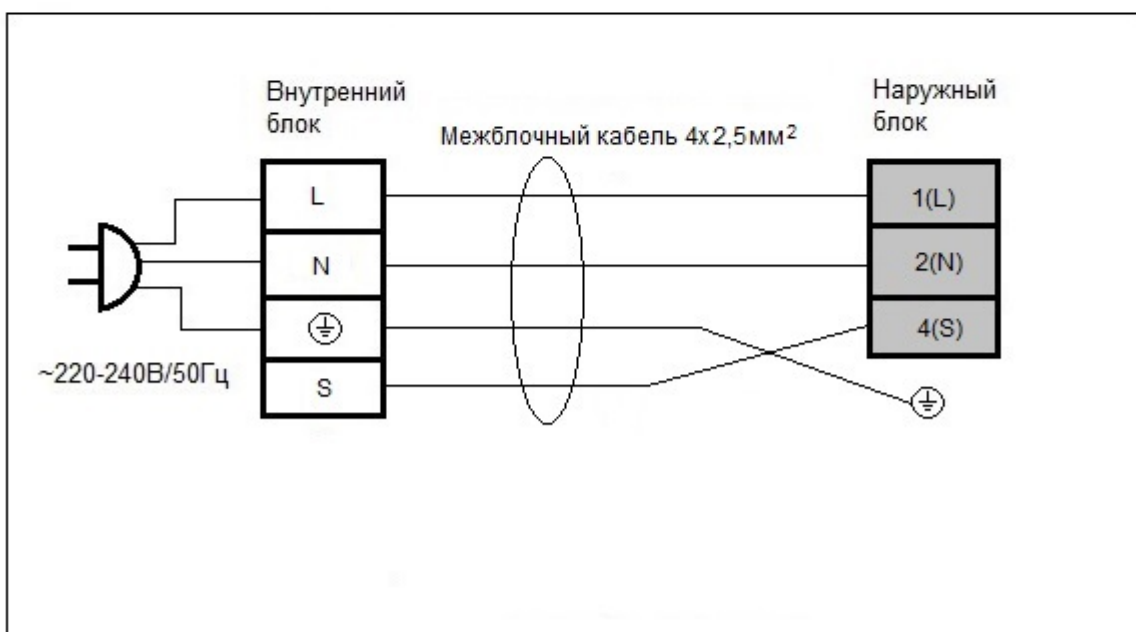 Внутренний
блок
Наружный
блок
Межблочный кабель 4х2,5мм²
L
1(L)
N
2(N)
4(S)
S
~220-240В/50Гц